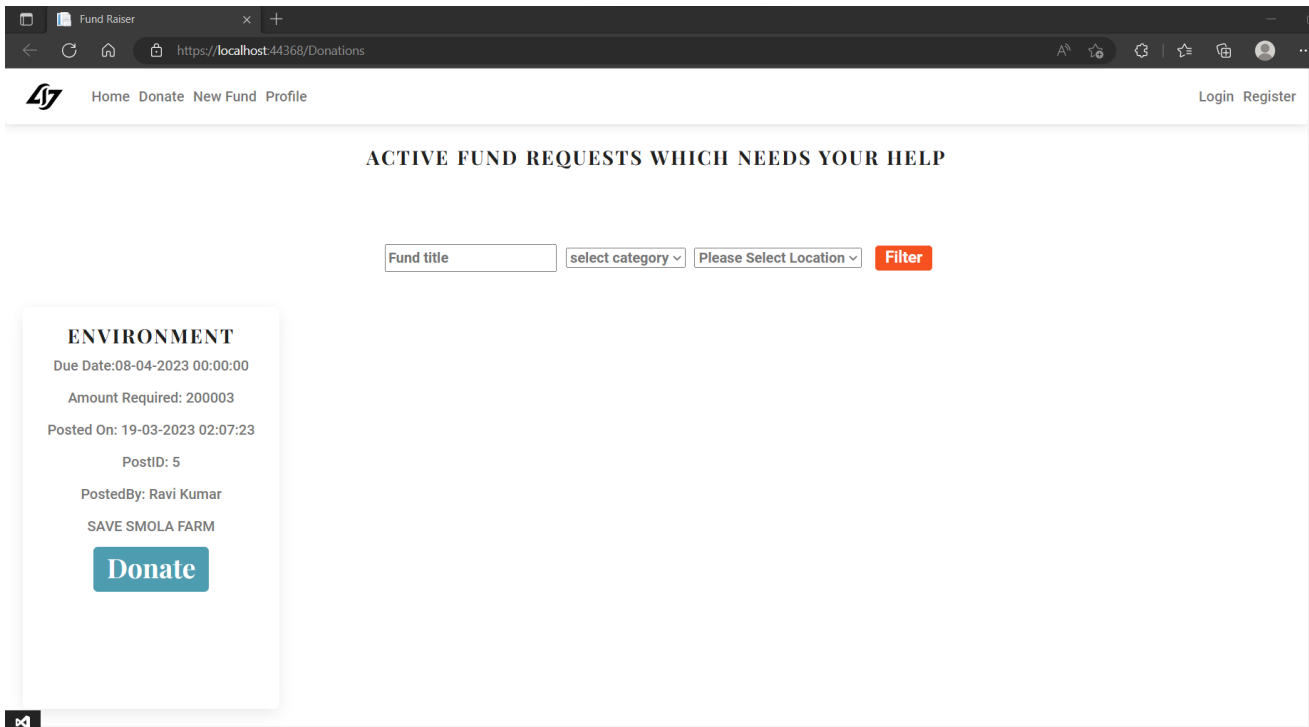 Fund Raiser
https://localhost:44368/Donations
Home Donate New Fund Profile
Login Register
ACTIVE FUND REQUESTS WHICH NEEDS YOUR HELP
Fund title select category Please Select Location Filter
ENVIRONMENT
Due Date:08-04-2023 00:00:00
Amount Required: 200003
Posted On: 19-03-2023 02:07:23
PostID: 5
PostedBy: Ravi Kumar
SAVE SMOLA FARM
Donate